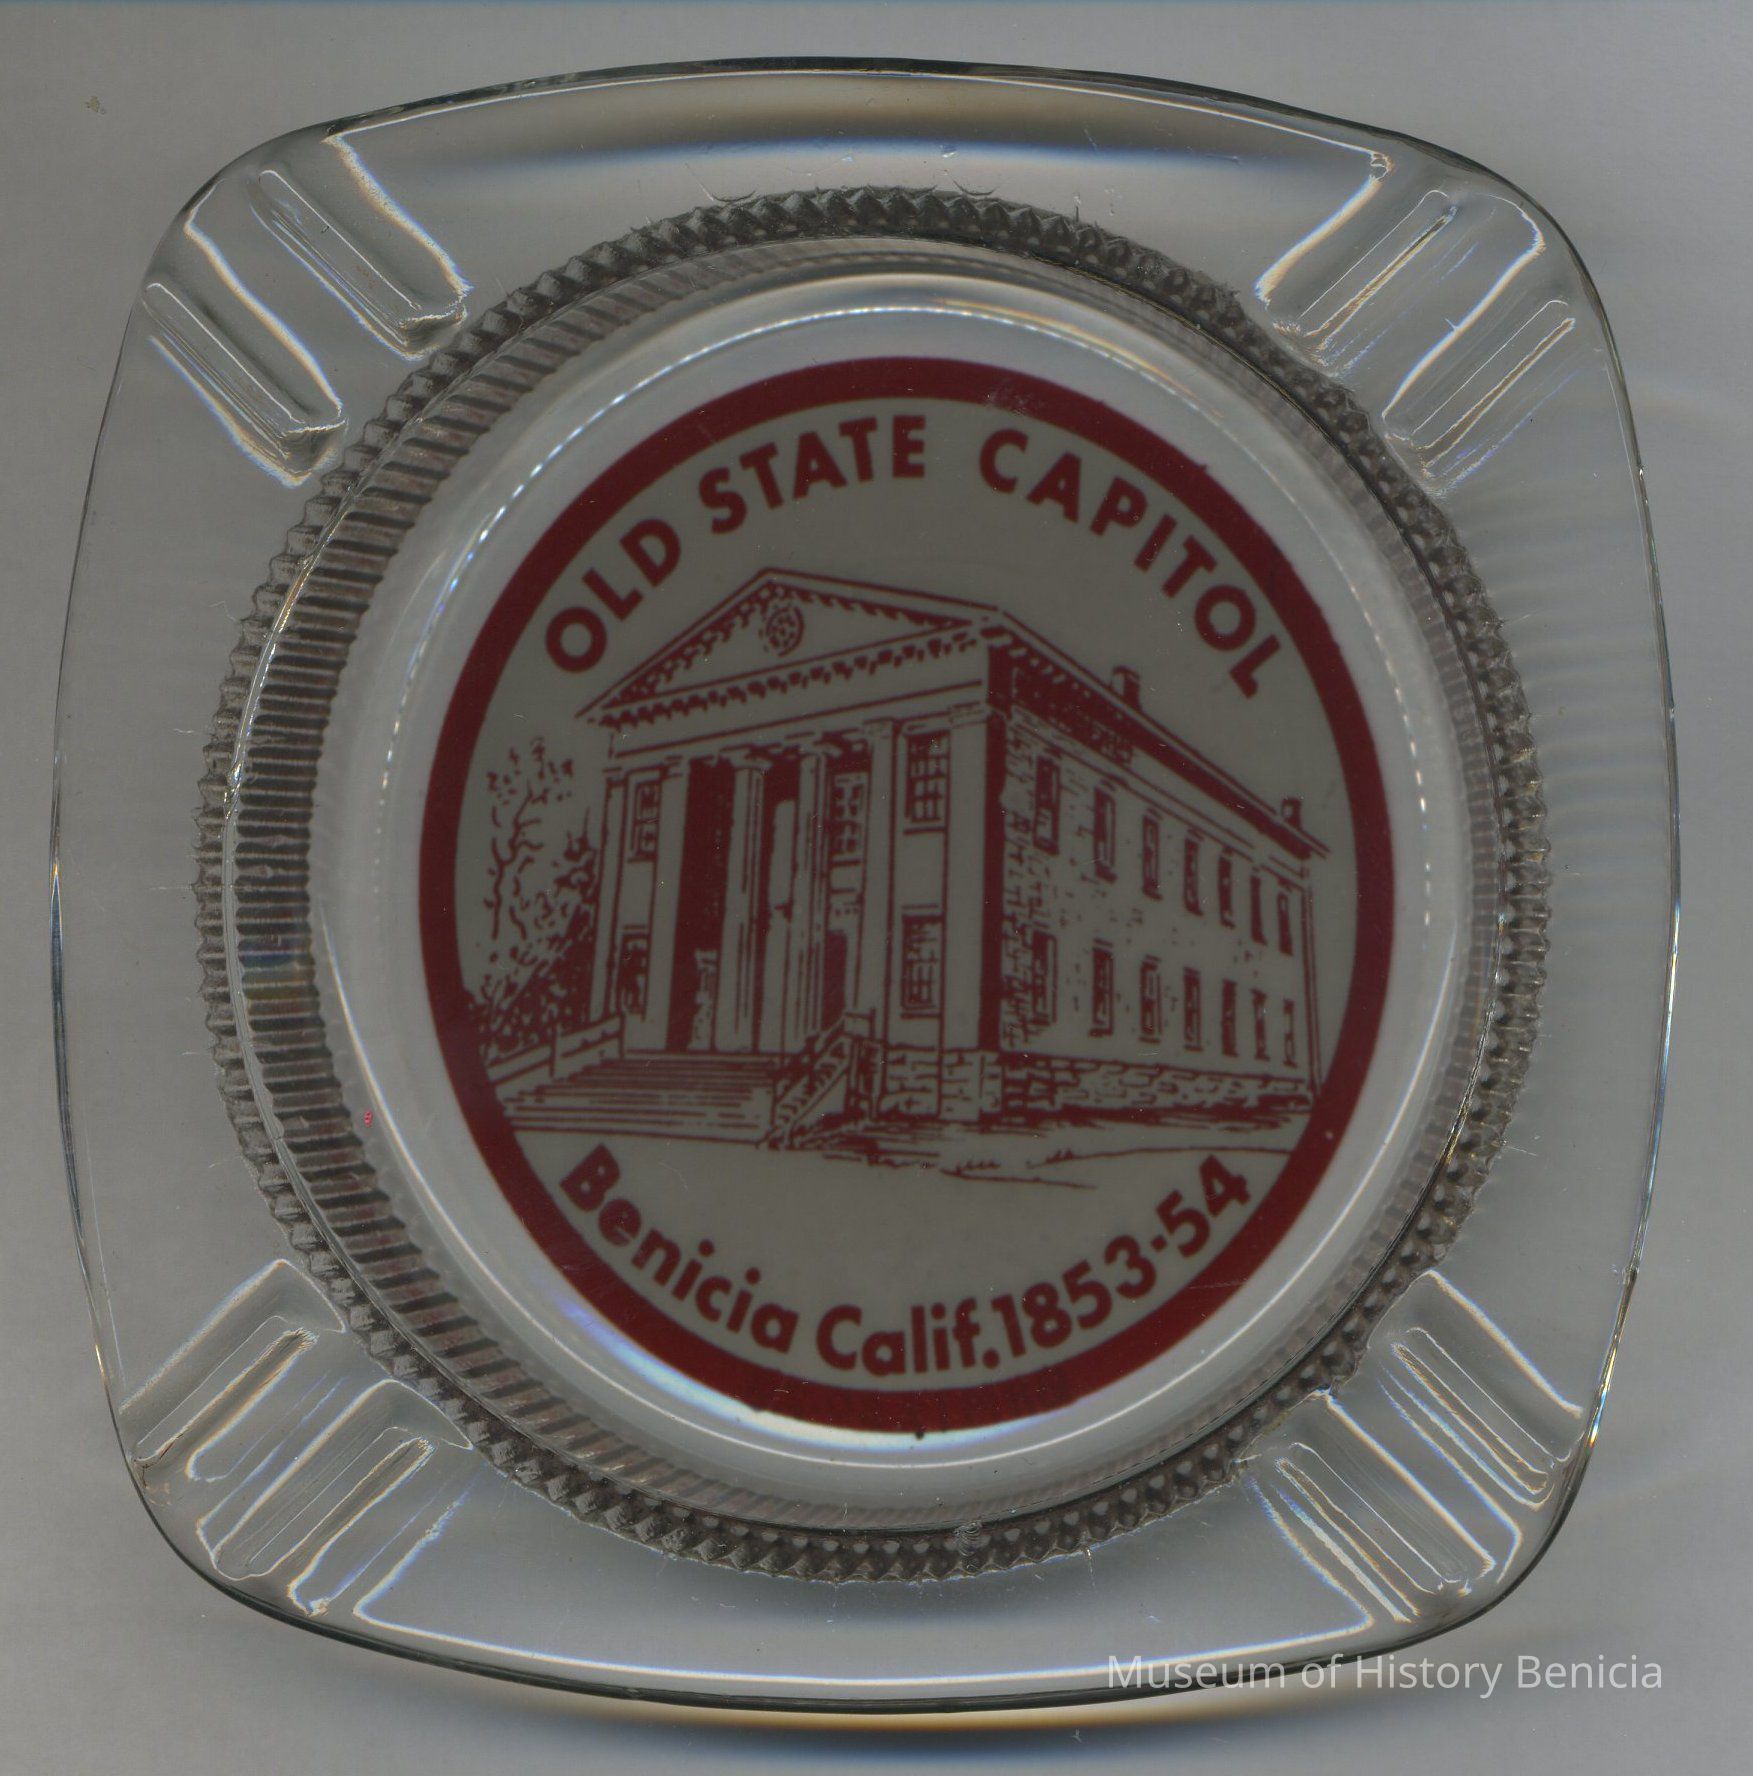 OLD STATE CAPITOL
Benicia Calif. 1853-54
Museum of History Benicia